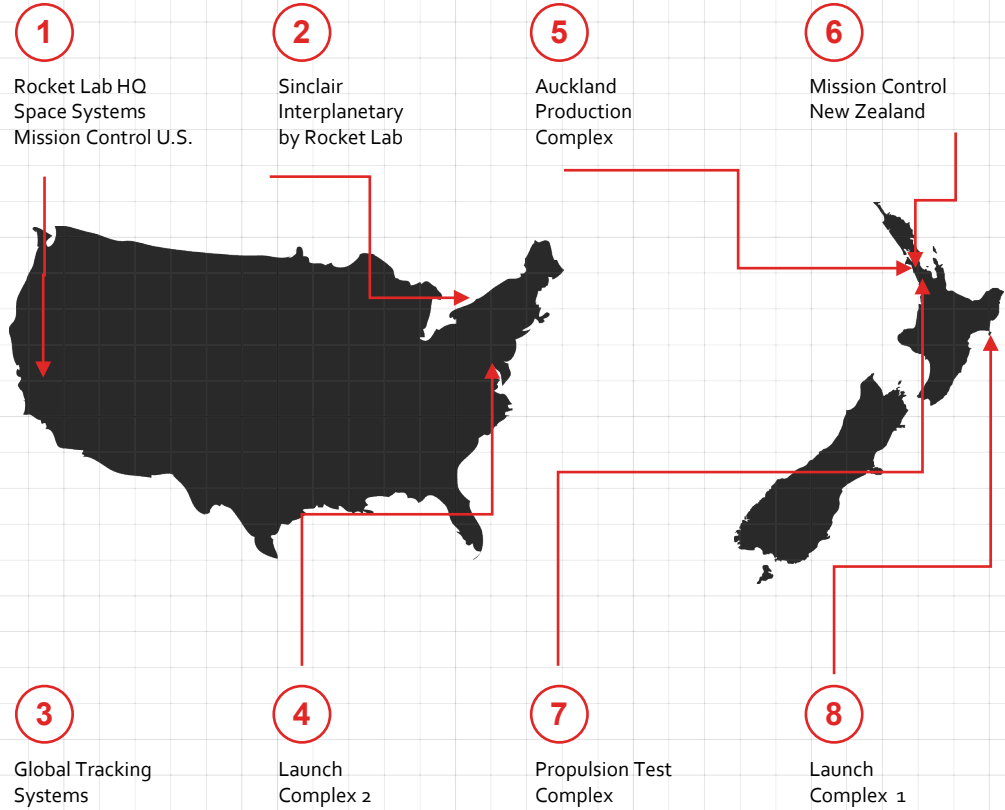 1
Rocket Lab HQ
Space Systems
Mission Control U.S.
2
Sinclair
Interplanetary
by Rocket Lab
5
Auckland
Production
Complex
6
Mission Control
New Zealand
3
Global Tracking
Systems
4
Launch
Complex 2
7
Propulsion Test
Complex
8
Launch
Complex 1